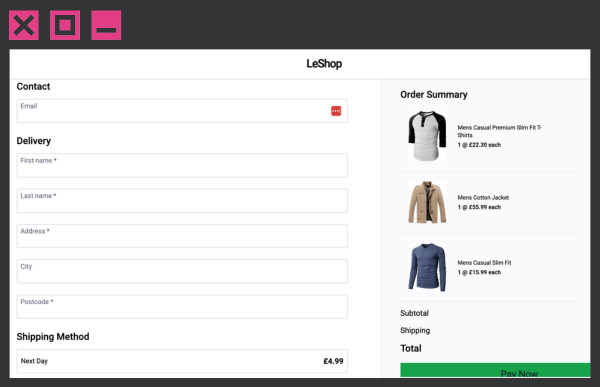 LeShop
Contact
Email
Delivery
First name *
Last name *
Address *
City
Postcode *
Shipping Method
Next Day £4.99
Order Summary
Mens Casual Premium Slim Fit T-
Shirts
1 @ £22.30 each
Mens Cotton Jacket
1 @ £55.99 each
Mens Casual Slim Fit
1 @ £15.99 each
Subtotal
Shipping
Total
Pay Now